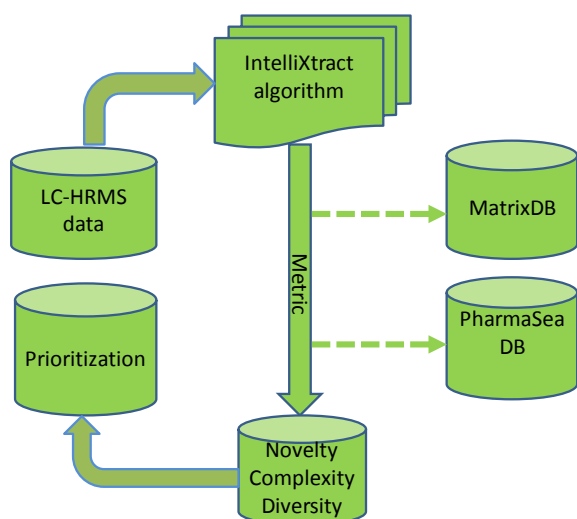 IntelliXtract
algorithm
LC-HRMS
data
MatrixDB
Metric
PharmaSea
DB
Prioritization
Novelty
Complexity
Diversity